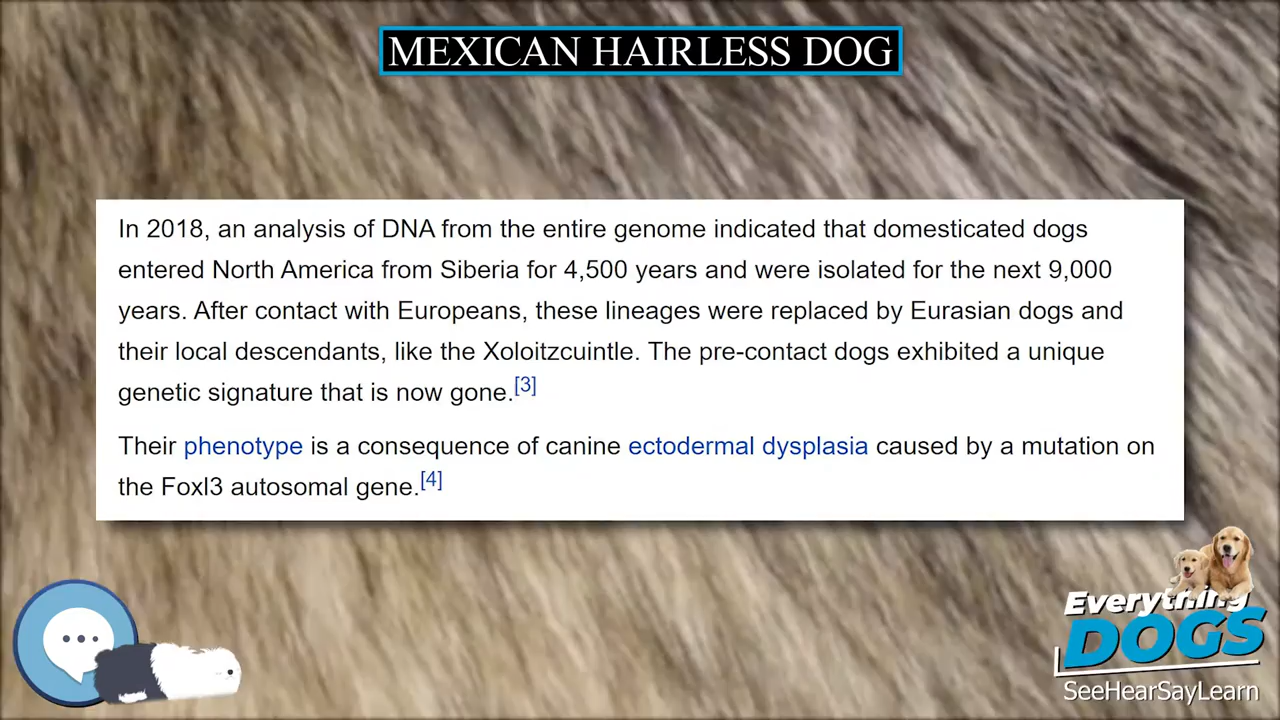 MEXICAN HAIRLESS DOG
In 2018, an analysis of DNA from the entire genome indicated that domesticated dogs
entered North America from Siberia for 4,500 years and were isolated for the next 9,000
years. After contact with Europeans, these lineages were replaced by Eurasian dogs and
their local descendants, like the Xoloitzcuintle. The pre-contact dogs exhibited a unique
genetic signature that is now gone.[3]
Their phenotype is a consequence of canine ectodermal dysplasia caused by a mutation on
the Foxl3 autosomal gene.[4]
Everything
DOGS
SeeHearSayLearn